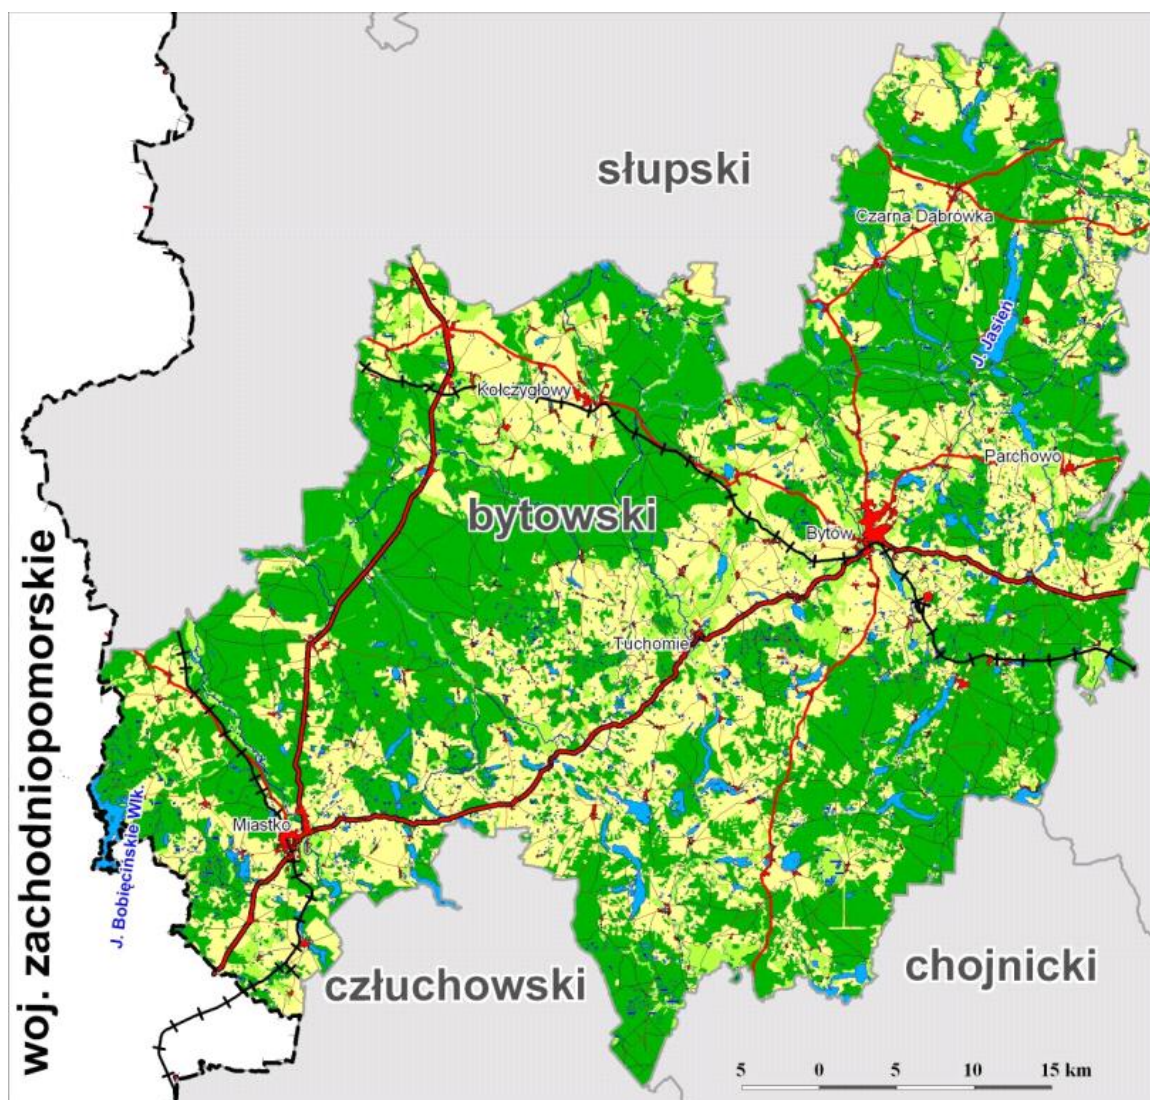 słupski
Czarna Dąbrówka
J. Jasień
Kołczygłowy
Parchowo
bytowski
Bytów
Tuchomie
woj. zachodniopomorskie
Miastko
J. Bobięcińskie Wlk.
człuchowski
chojnicki
5 0 5 10 15 km